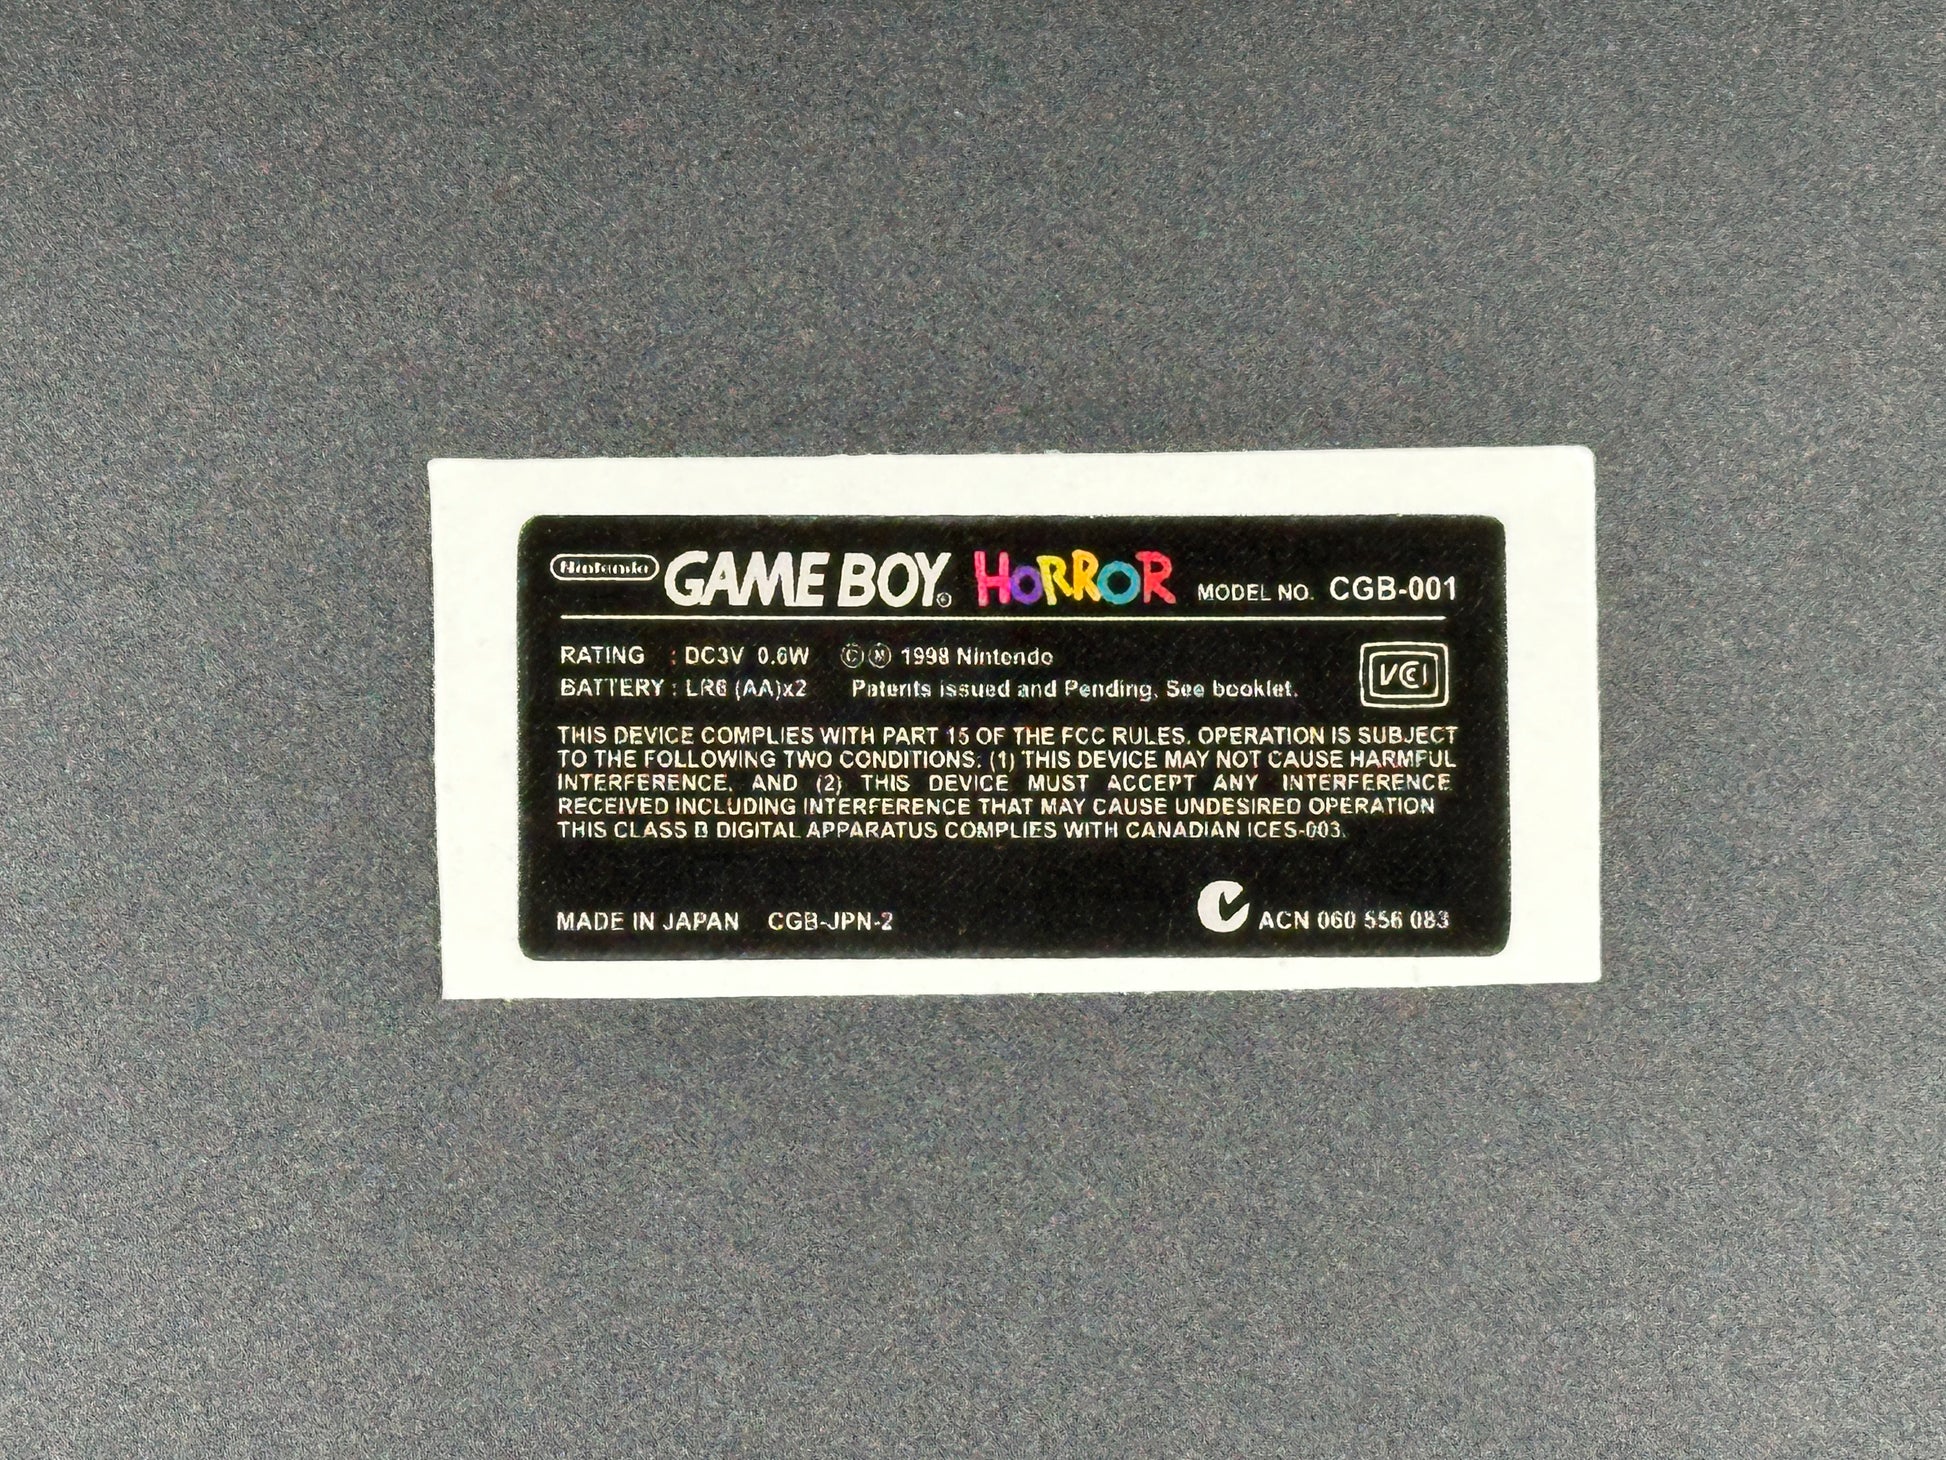 Nintendo GAME BOY® HORROR MODEL NO. CGB-001
RATING : DC3V 0.6W ©Ⓜ 1998 Nintendo
BATTERY : LR6 (AA)x2 Patents issued and Pending. See booklet.
VCCI
THIS DEVICE COMPLIES WITH PART 15 OF THE FCC RULES. OPERATION IS SUBJECT
TO THE FOLLOWING TWO CONDITIONS: (1) THIS DEVICE MAY NOT CAUSE HARMFUL
INTERFERENCE, AND (2) THIS DEVICE MUST ACCEPT ANY INTERFERENCE
RECEIVED INCLUDING INTERFERENCE THAT MAY CAUSE UNDESIRED OPERATION
THIS CLASS B DIGITAL APPARATUS COMPLIES WITH CANADIAN ICES-003.
MADE IN JAPAN CGB-JPN-2 ACN 060 556 083